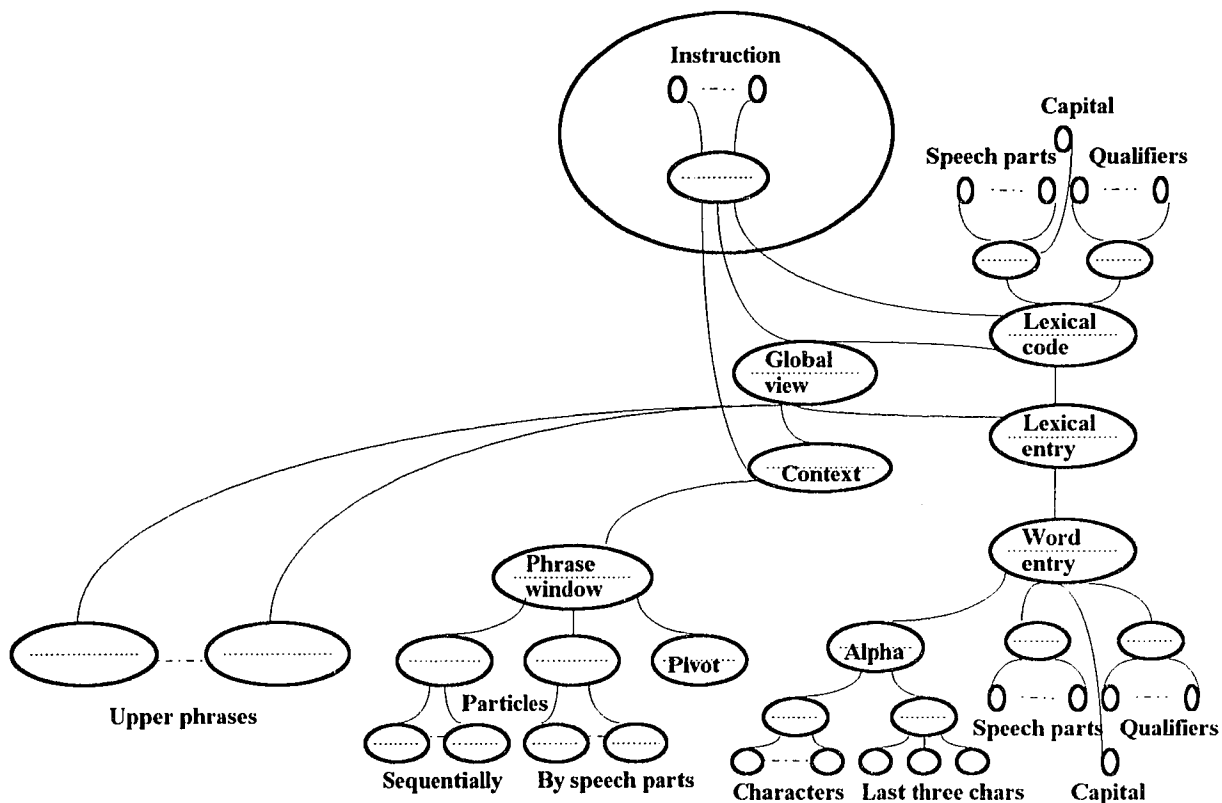 Instruction
Capital
Speech parts
Qualifiers
Lexical
code
Global
view
Lexical
entry
Context
Word
entry
Phrase
window
Alpha
Pivot
Particles
Upper phrases
Speech parts
Qualifiers
Sequentially
By speech parts
Characters
Last three chars
Capital